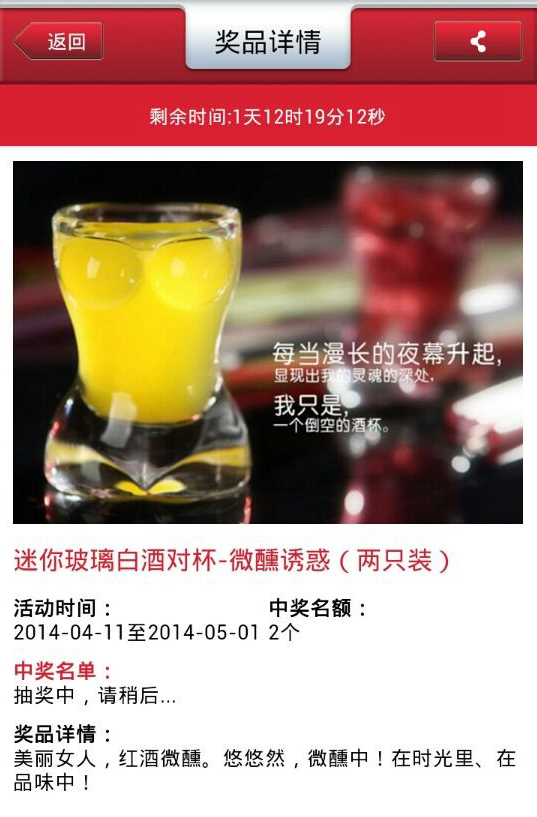 返回
奖品详情
剩余时间:1天12时19分12秒
每当漫长的夜幕升起,
显现出我的灵魂的深处,
我只是,
一个倒空的酒杯。
迷你玻璃白酒对杯-微醺诱惑（两只装）
活动时间： 中奖名额：
2014-04-11至2014-05-01 2个
中奖名单：
抽奖中，请稍后...
奖品详情：
美丽女人，红酒微醺。悠悠然，微醺中！在时光里、在
品味中！